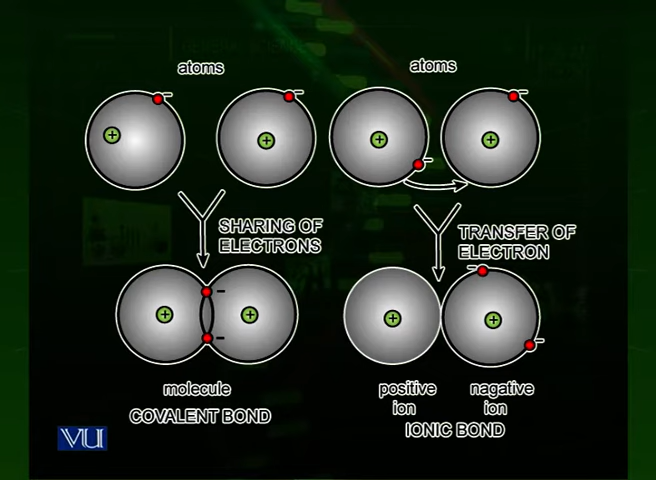 atoms
atoms
SHARING OF
ELECTRONS
TRANSFER OF
ELECTRON
molecule
COVALENT BOND
positive
ion
nagative
ion
IONIC BOND
VU